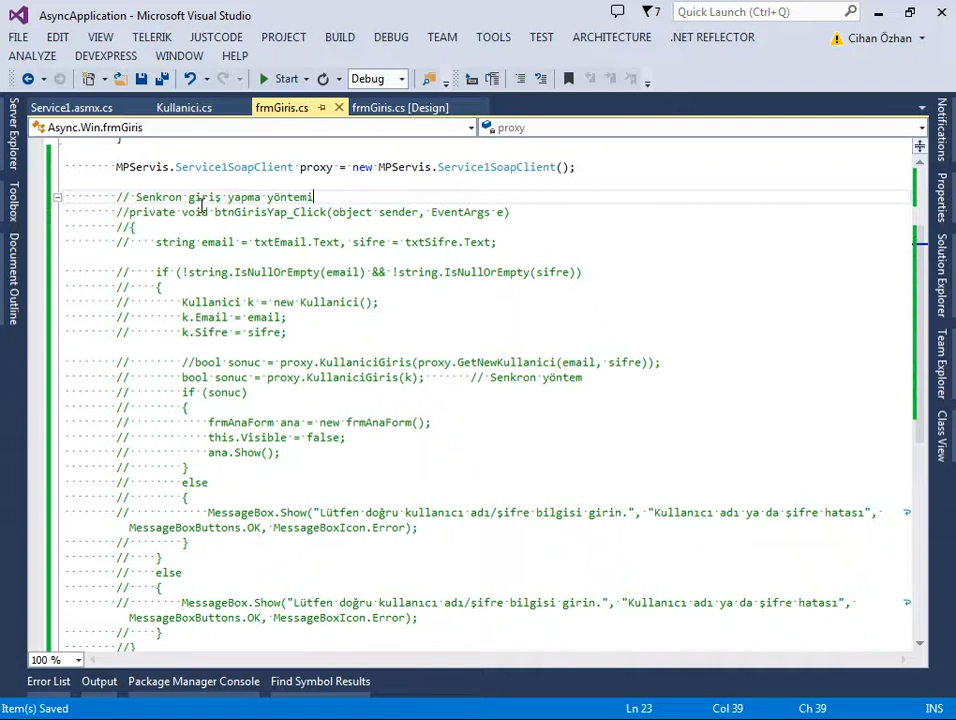 AsyncApplication - Microsoft Visual Studio
7
Quick Launch (Ctrl+Q)
FILE EDIT VIEW TELERIK JUSTCODE PROJECT BUILD DEBUG TEAM TOOLS TEST ARCHITECTURE .NET REFLECTOR
Cihan Özhan
ANALYZE DEVEXPRESS WINDOW HELP
Start Debug
Service1.asmx.cs Kullanici.cs frmGiris.cs frmGiris.cs [Design]
Async.Win.frmGiris proxy
Server Explorer
Toolbox
Document Outline
}
MPServis.Service1SoapClient proxy = new MPServis.Service1SoapClient();
// Senkron giriş yapma yöntemi
//private void btnGirisYap_Click(object sender, EventArgs e)
//{
// string email = txtEmail.Text, sifre = txtSifre.Text;
// if (!string.IsNullOrEmpty(email) && !string.IsNullOrEmpty(sifre))
// {
// Kullanici k = new Kullanici();
// k.Email = email;
// k.Sifre = sifre;
// //bool sonuc = proxy.KullaniciGiris(proxy.GetNewKullanici(email, sifre));
// bool sonuc = proxy.KullaniciGiris(k); // Senkron yöntem
// if (sonuc)
// {
// frmAnaForm ana = new frmAnaForm();
// this.Visible = false;
// ana.Show();
// }
// else
// {
// MessageBox.Show("Lütfen doğru kullanıcı adı/şifre bilgisi girin.", "Kullanıcı adı ya da şifre hatası",
MessageBoxButtons.OK, MessageBoxIcon.Error);
// }
// }
// else
// {
// MessageBox.Show("Lütfen doğru kullanıcı adı/şifre bilgisi girin.", "Kullanıcı adı ya da şifre hatası",
MessageBoxButtons.OK, MessageBoxIcon.Error);
// }
//}
Notifications
Properties
Solution Explorer
Team Explorer
Class View
100 %
Error List Output Package Manager Console Find Symbol Results
Item(s) Saved Ln 23 Col 39 Ch 39 INS